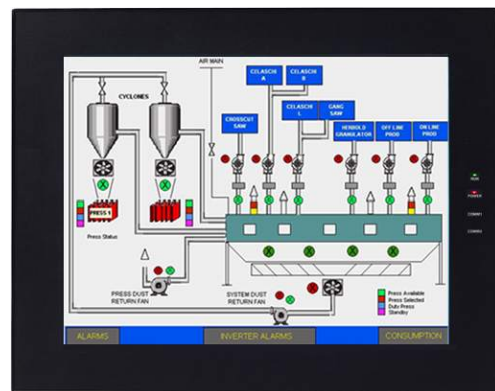 AIR MAIN
CELASCHI
A
CELASCHI
B
CYCLONES
CROSSCUT
SAW
CELASCHI
L
GANG
SAW
HENBOLD
GRANULATOR
OFF LINE
PROD
ON LINE
PROD
PRESS 1
Press Status
PRESS DUST
RETURN FAN
SYSTEM DUST
RETURN FAN
Press Available
Press Selected
Duty Press
Standby
ALARMS
INVERTER ALARMS
CONSUMPTION
RUN
POWER
COMM1
COMM2